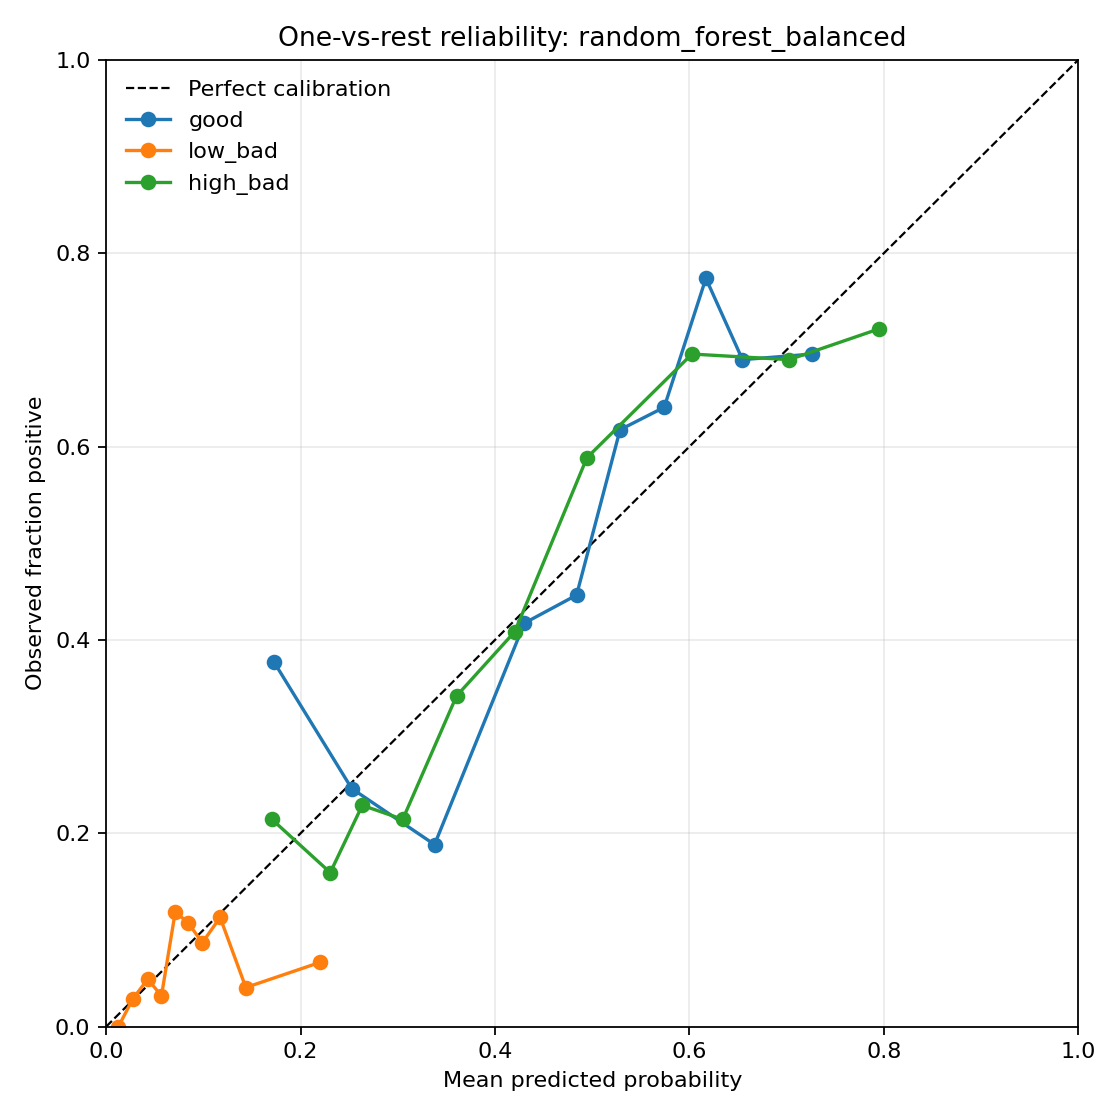 One-vs-rest reliability: random_forest_balanced
Perfect calibration
good
low_bad
high_bad
1.0
0.8
0.6
0.4
0.2
0.0
Observed fraction positive
0.0 0.2 0.4 0.6 0.8 1.0
Mean predicted probability